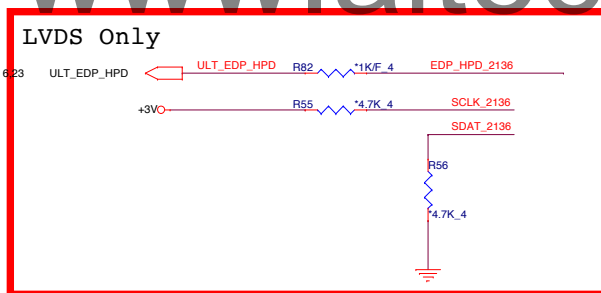 LVDS Only
6,23 ULT_EDP_HPD ULT_EDP_HPD R82 *1K/F_4 EDP_HPD_2136
+3V R55 *4.7K_4 SCLK_2136
SDAT_2136
R56
*4.7K_4